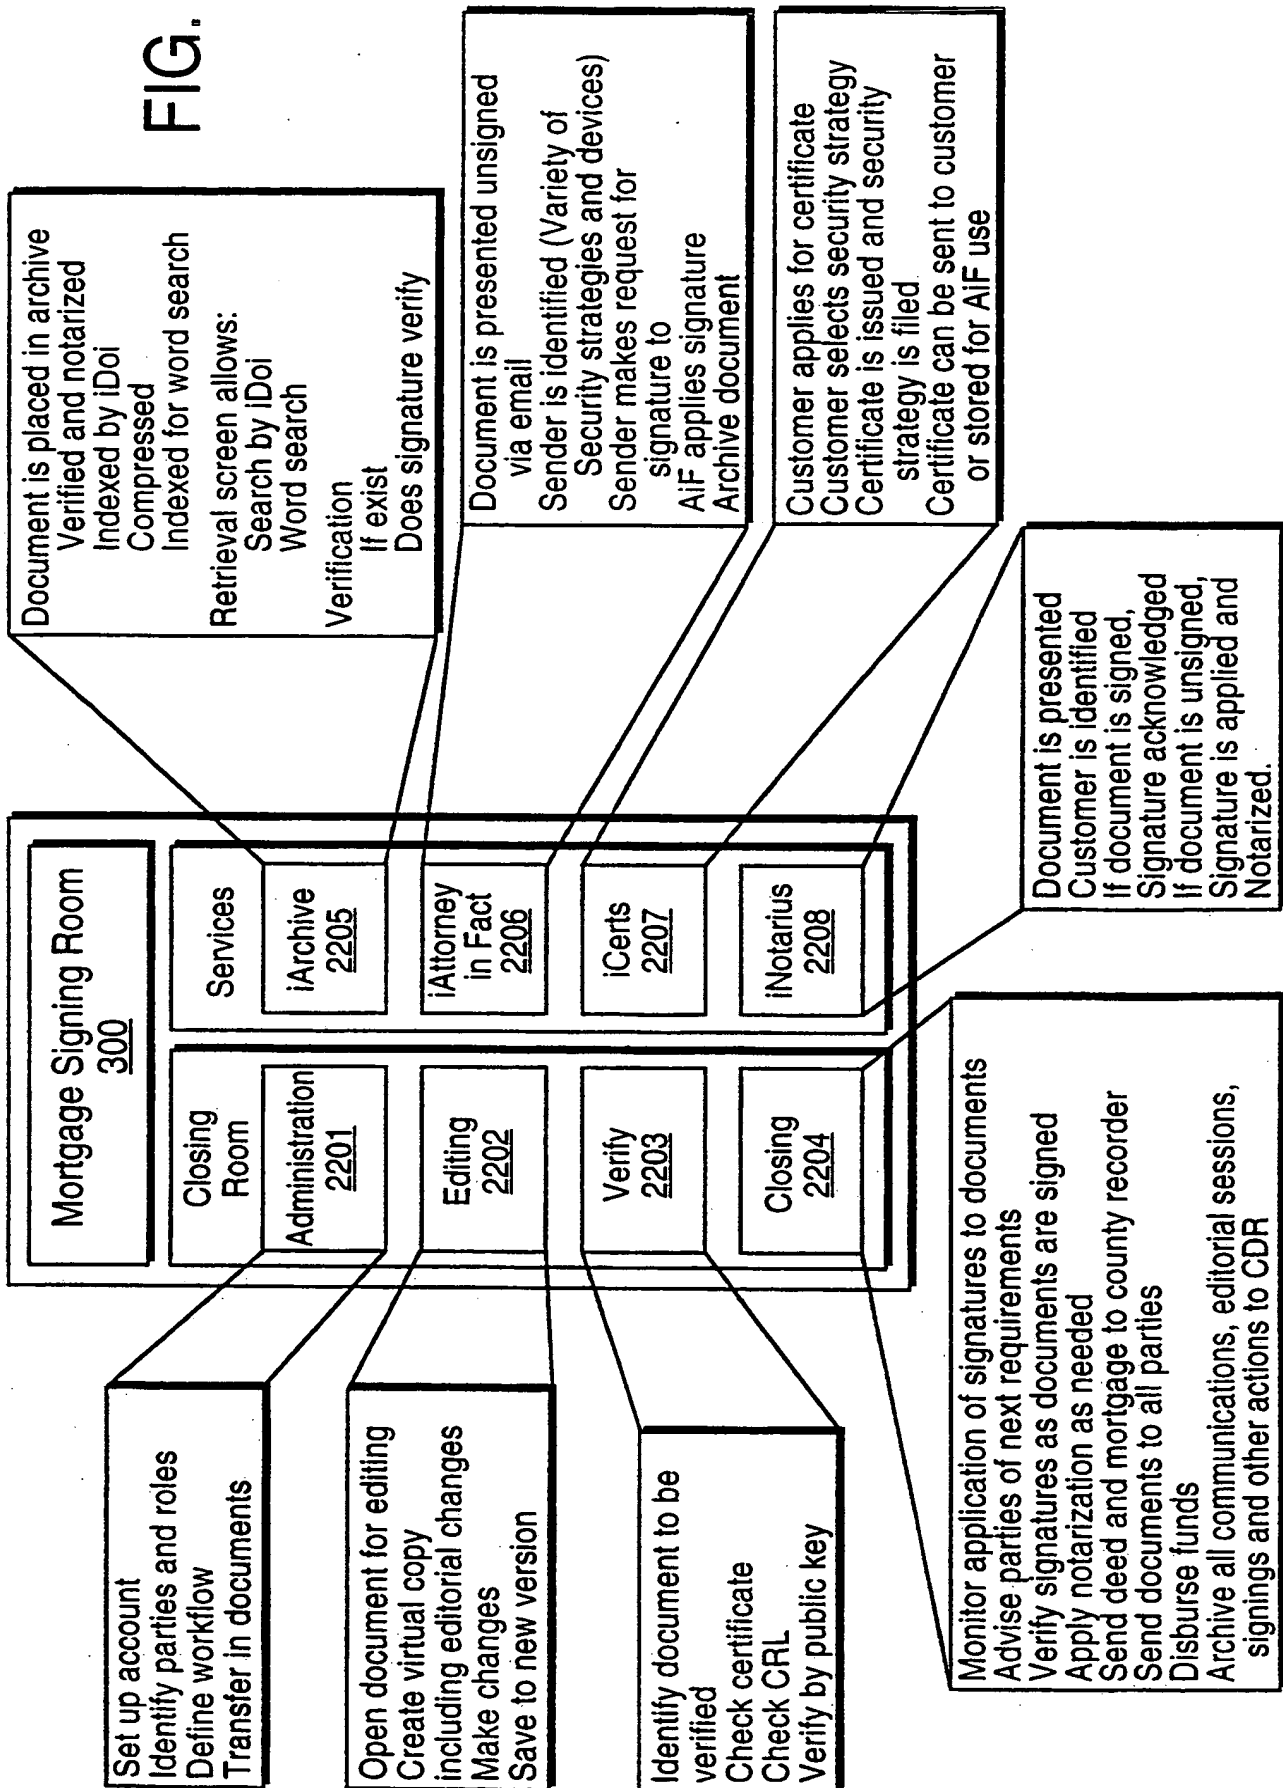 FIG.
Mortgage Signing Room
300
Closing
Room
Administration
2201
Editing
2202
Verify
2203
Closing
2204
Services
iArchive
2205
iAttorney
in Fact
2206
iCerts
2207
iNotarius
2208
Set up account
Identify parties and roles
Define workflow
Transfer in documents
Open document for editing
Create virtual copy
including editorial changes
Make changes
Save to new version
Identify document to be
verified
Check certificate
Check CRL
Verify by public key
Monitor application of signatures to documents
Advise parties of next requirements
Verify signatures as documents are signed
Apply notarization as needed
Send deed and mortgage to county recorder
Send documents to all parties
Disburse funds
Archive all communications, editorial sessions,
signings and other actions to CDR
Document is placed in archive
Verified and notarized
Indexed by iDoi
Compressed
Indexed for word search
Retrieval screen allows:
Search by iDoi
Word search
Verification
If exist
Does signature verify
Document is presented unsigned
via email
Sender is identified (Variety of
Security strategies and devices)
Sender makes request for
signature to
AiF applies signature
Archive document
Customer applies for certificate
Customer selects security strategy
Certificate is issued and security
strategy is filed
Certificate can be sent to customer
or stored for AiF use
Document is presented
Customer is identified
If document is signed,
Signature acknowledged
If document is unsigned,
Signature is applied and
Notarized.